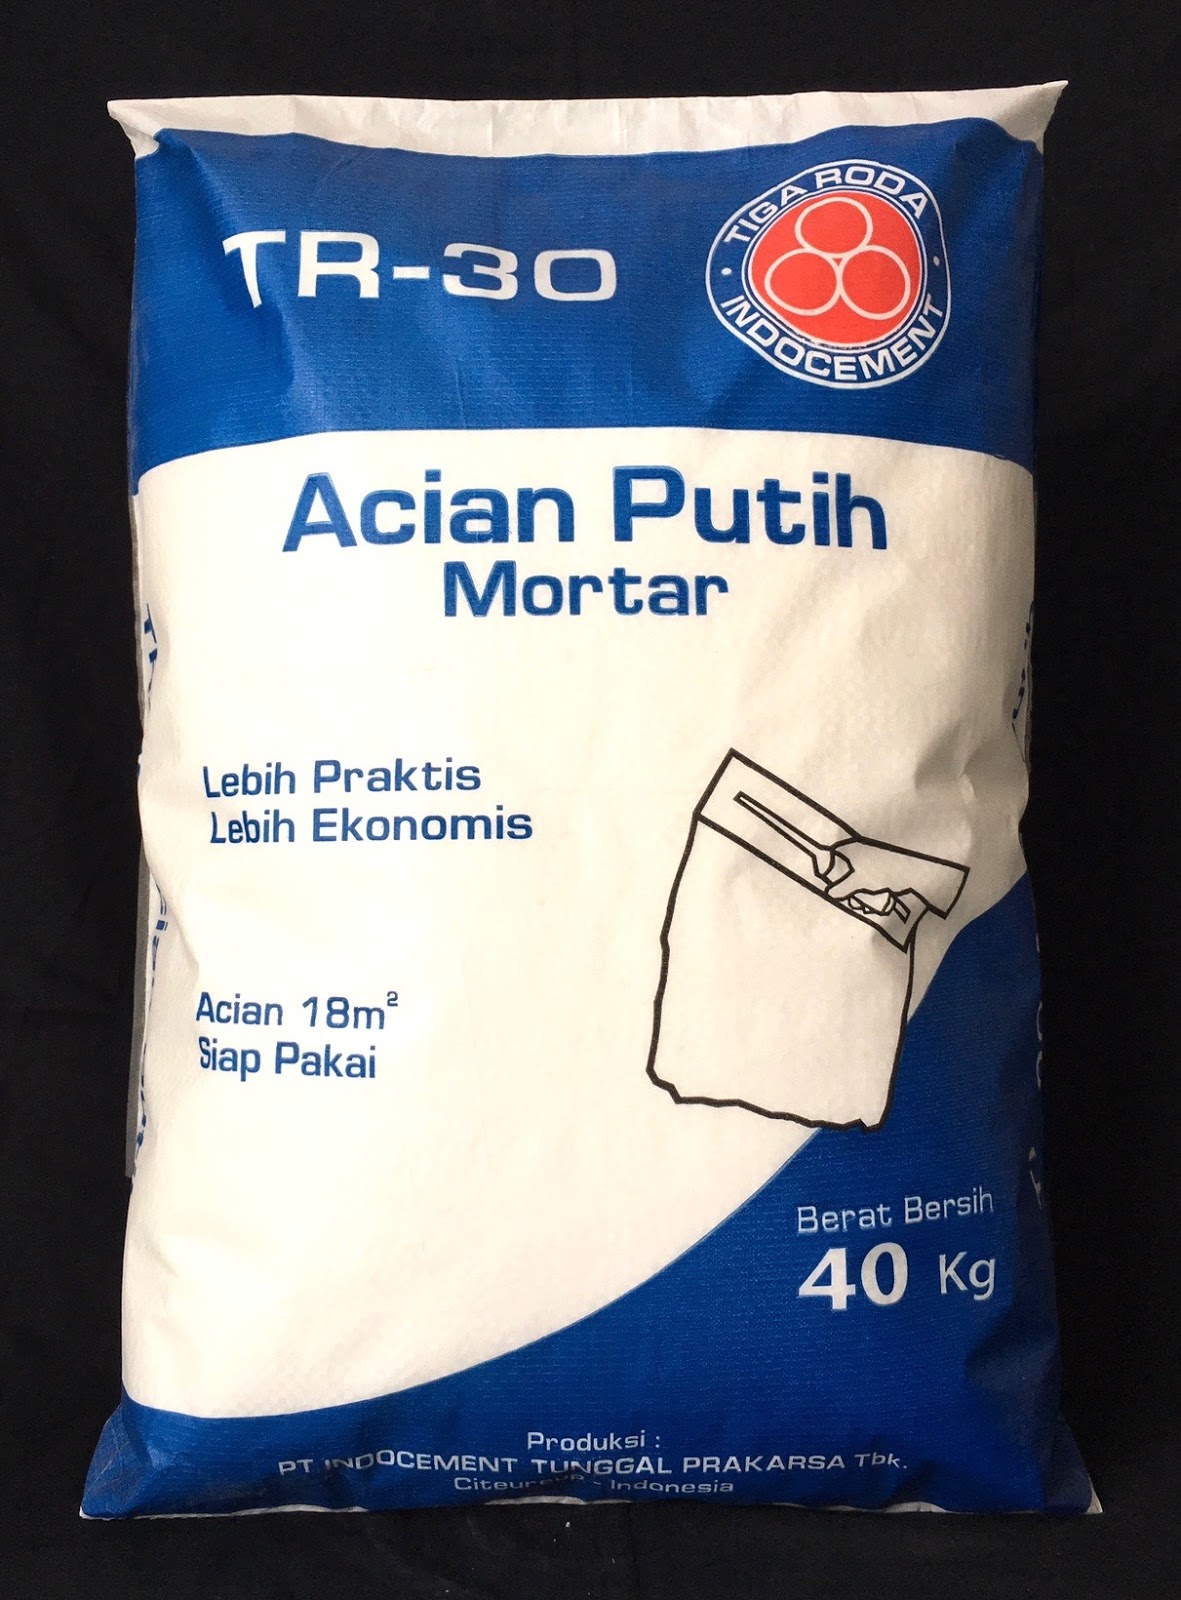 TR-30
TIGA RODA
INDOCEMENT
Acian Putih
Mortar
Lebih Praktis
Lebih Ekonomis
Acian 18m²
Siap Pakai
Berat Bersih
40 Kg
Produksi :
PT INDOCEMENT TUNGGAL PRAKARSA Tbk.
Citeureup - Indonesia